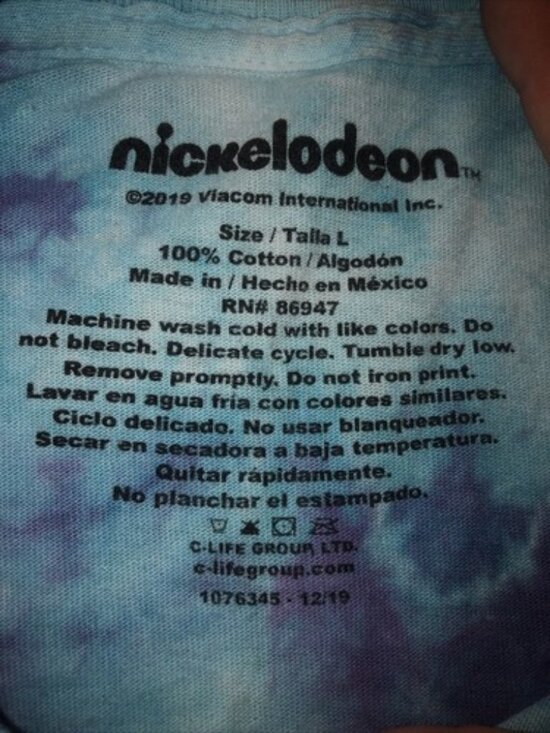 nickelodeon™
©2019 Viacom International Inc.
Size / Talla L
100% Cotton / Algodón
Made in / Hecho en México
RN# 86947
Machine wash cold with like colors. Do
not bleach. Delicate cycle. Tumble dry low.
Remove promptly. Do not iron print.
Lavar en agua fria con colores similares.
Ciclo delicado. No usar blanqueador.
Secar en secadora a baja temperatura.
Quitar rápidamente.
No planchar el estampado.
C-LIFE GROUP, LTD.
c-lifegroup.com
1076345 - 12/19